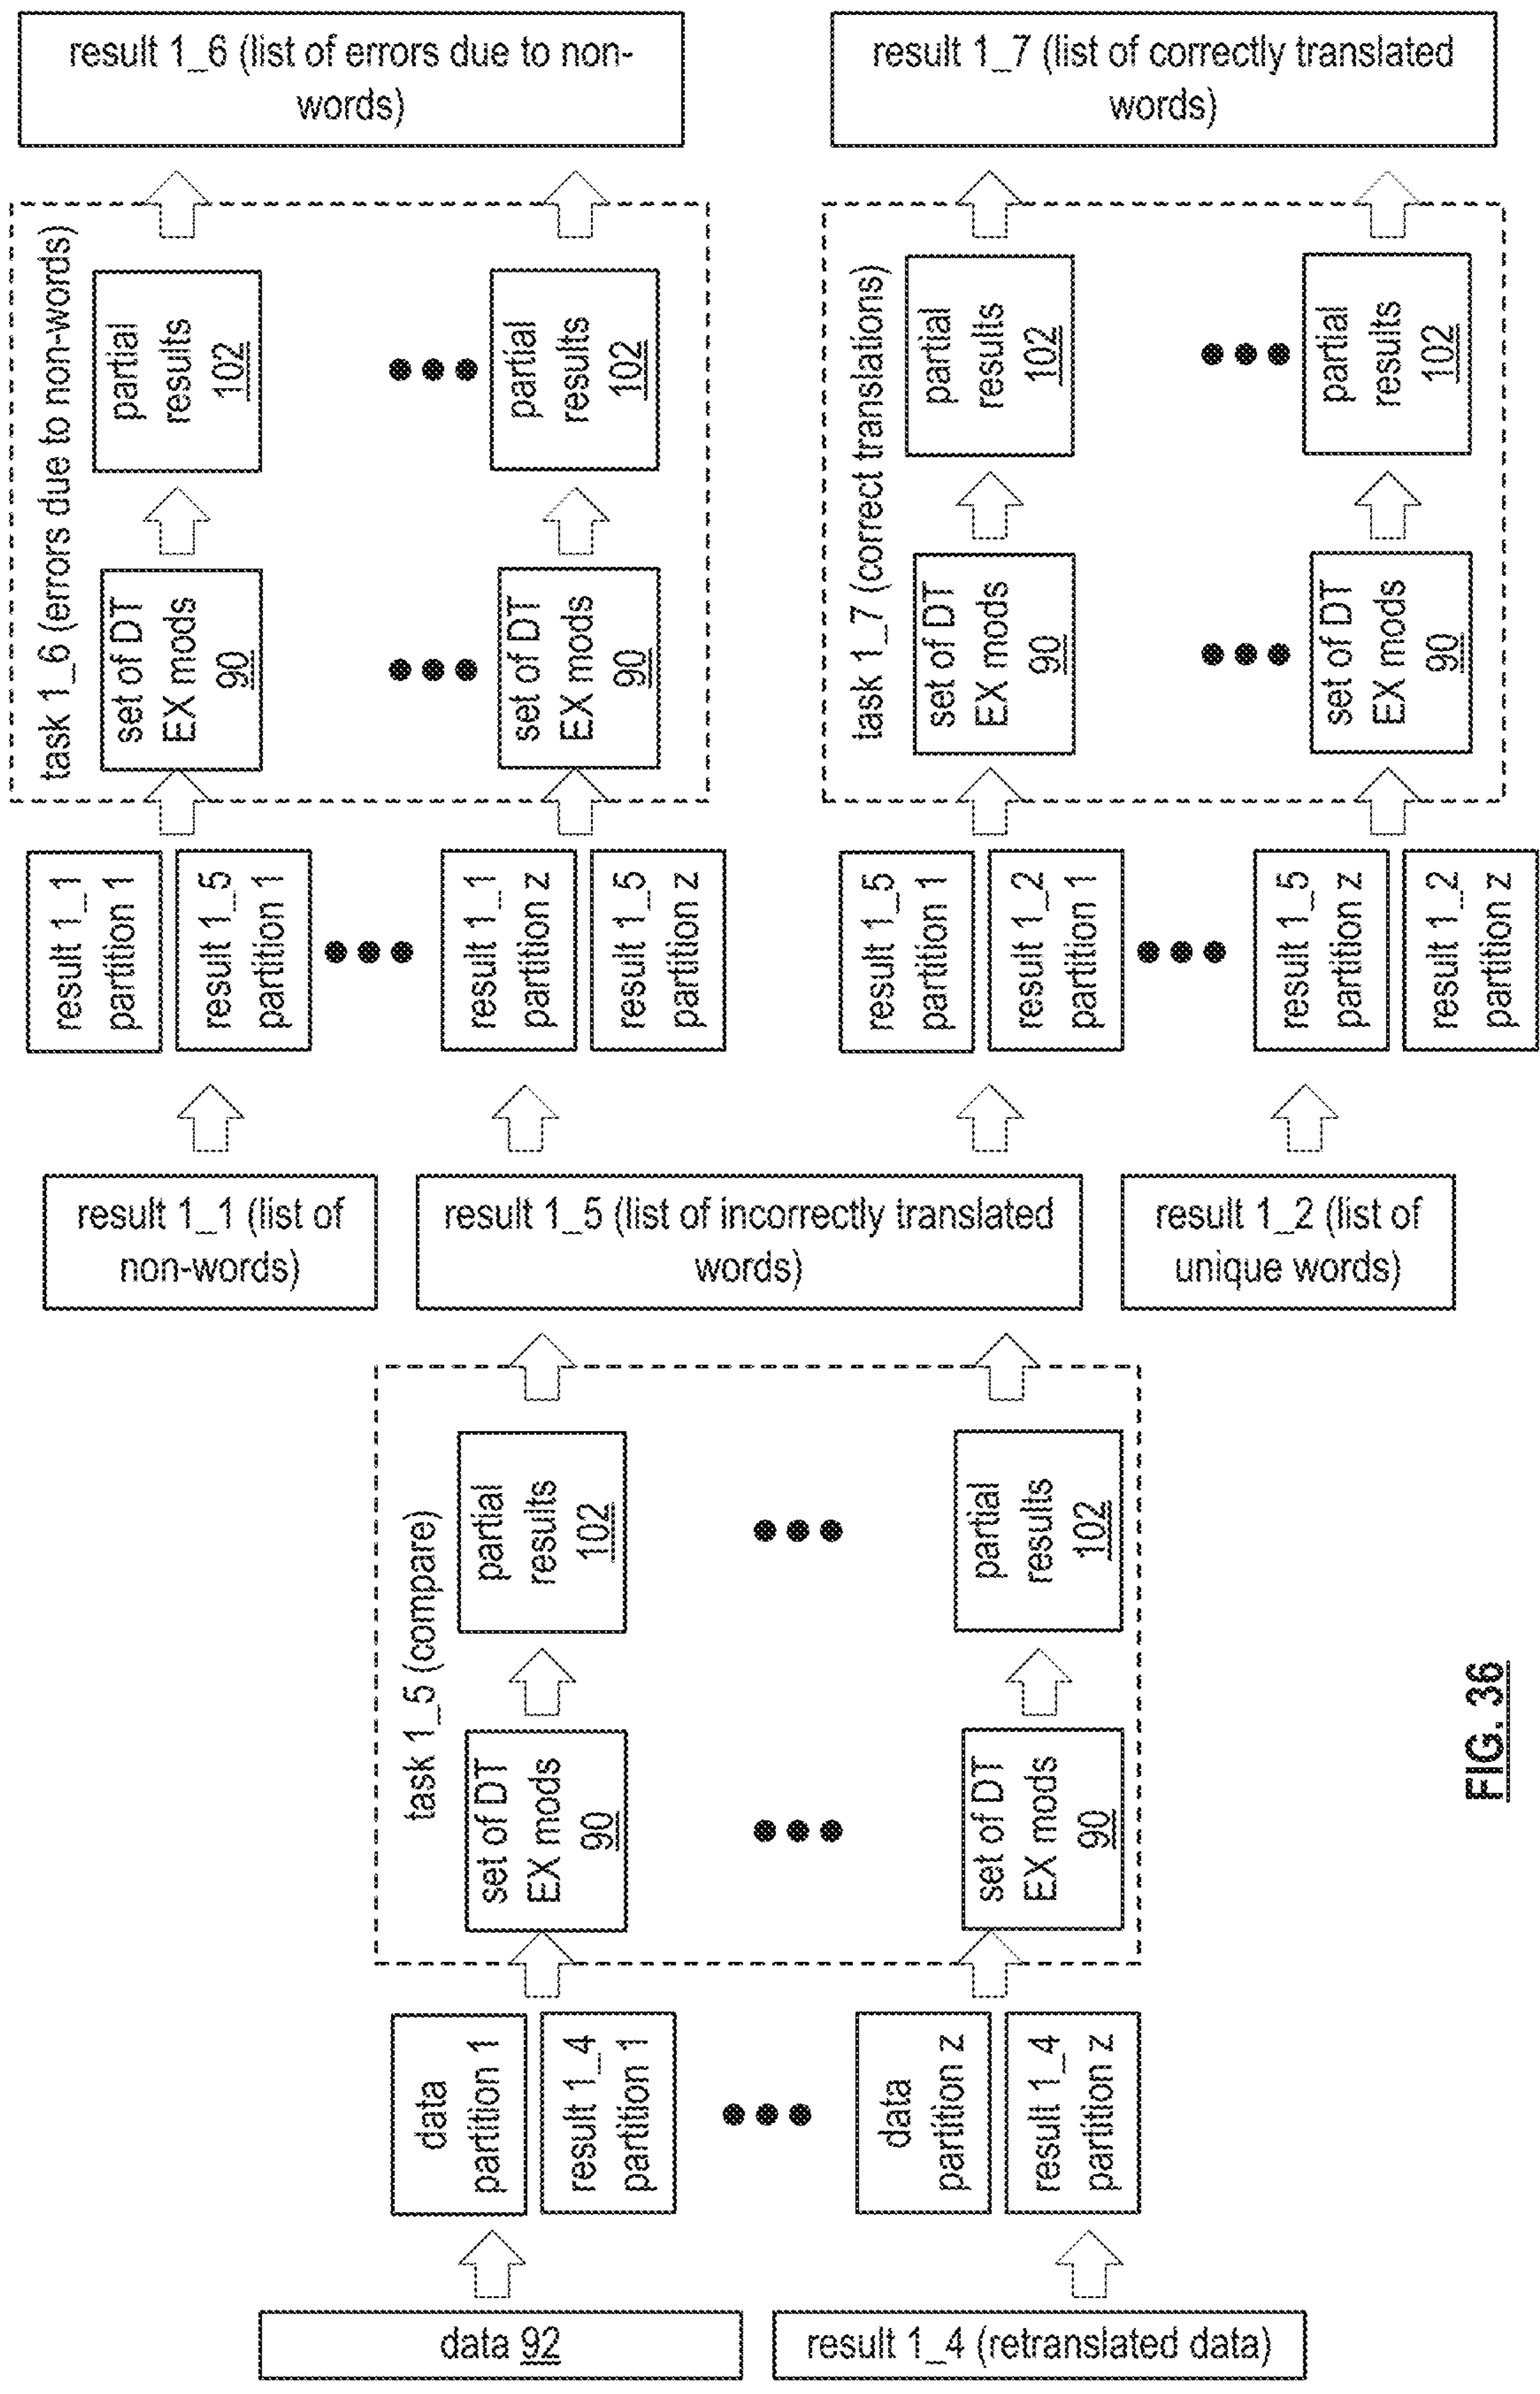 data 92
result 1_4 (retranslated data)
data
partition 1
result 1_4
partition 1
data
partition z
result 1_4
partition z
task 1_5 (compare)
set of DT
EX mods
90
partial
results
102
set of DT
EX mods
90
partial
results
102
result 1_1 (list of
non-words)
result 1_5 (list of incorrectly translated
words)
result 1_2 (list of
unique words)
result 1_1
partition 1
result 1_5
partition 1
result 1_1
partition z
result 1_5
partition z
task 1_6 (errors due to non-words)
set of DT
EX mods
90
partial
results
102
set of DT
EX mods
90
partial
results
102
result 1_6 (list of errors due to non-
words)
result 1_5
partition 1
result 1_2
partition 1
result 1_5
partition z
result 1_2
partition z
task 1_7 (correct translations)
set of DT
EX mods
90
partial
results
102
set of DT
EX mods
90
partial
results
102
result 1_7 (list of correctly translated
words)
FIG. 36